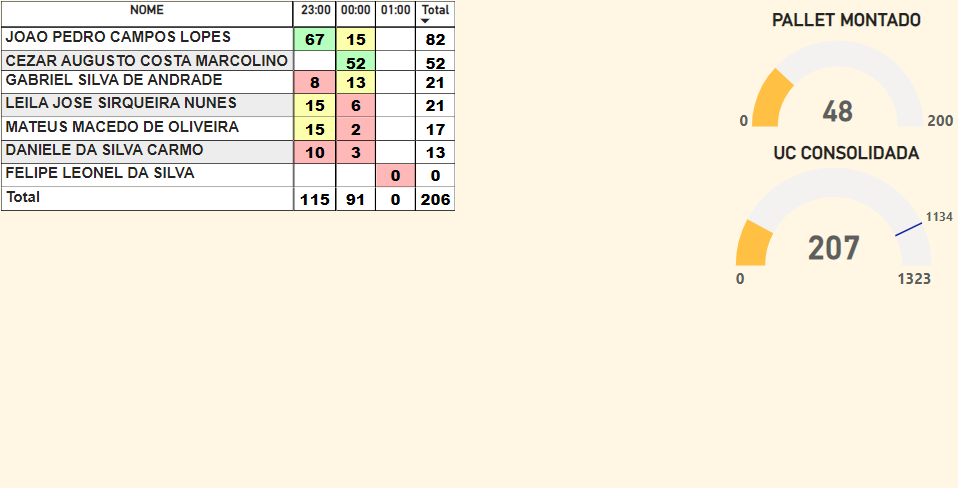 NOME 23:00 00:00 01:00 Total
JOAO PEDRO CAMPOS LOPES 67 15 82
CEZAR AUGUSTO COSTA MARCOLINO 52 52
GABRIEL SILVA DE ANDRADE 8 13 21
LEILA JOSE SIRQUEIRA NUNES 15 6 21
MATEUS MACEDO DE OLIVEIRA 15 2 17
DANIELE DA SILVA CARMO 10 3 13
FELIPE LEONEL DA SILVA 0 0
Total 115 91 0 206
PALLET MONTADO
48
0 200
UC CONSOLIDADA
1134
207
0 1323